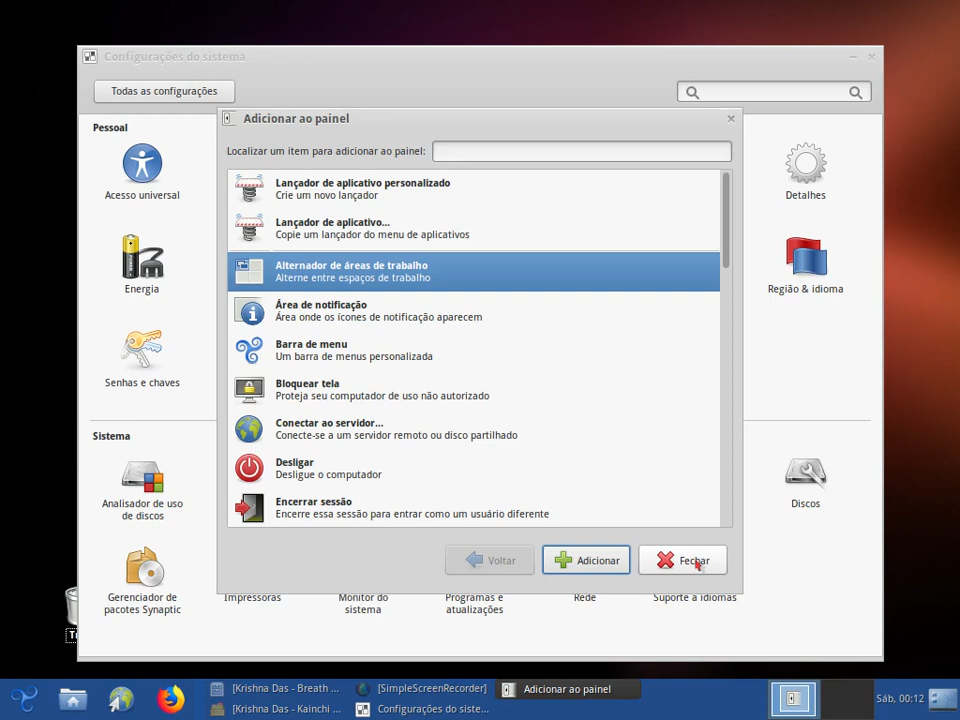 Configurações do sistema
Todas as configurações
Adicionar ao painel
Pessoal
Localizar um item para adicionar ao painel:
Acesso universal
Energia
Senhas e chaves
Lançador de aplicativo personalizado
Crie um novo lançador
Lançador de aplicativo...
Copie um lançador do menu de aplicativos
Alternador de áreas de trabalho
Alterne entre espaços de trabalho
Área de notificação
Área onde os ícones de notificação aparecem
Barra de menu
Um barra de menus personalizada
Bloquear tela
Proteja seu computador de uso não autorizado
Conectar ao servidor...
Conecte-se a um servidor remoto ou disco partilhado
Desligar
Desligue o computador
Encerrar sessão
Encerre essa sessão para entrar como um usuário diferente
Detalhes
Região & idioma
Sistema
Analisador de uso
de discos
Discos
Voltar
Adicionar
Fechar
Gerenciador de
pacotes Synaptic
Impressoras
Monitor do
sistema
Programas e
atualizações
Rede
Suporte a idiomas
[Krishna Das - Breath ...
[SimpleScreenRecorder]
Adicionar ao painel
[Krishna Das - Kainchi ...
Configurações do siste...
Sáb, 00:12